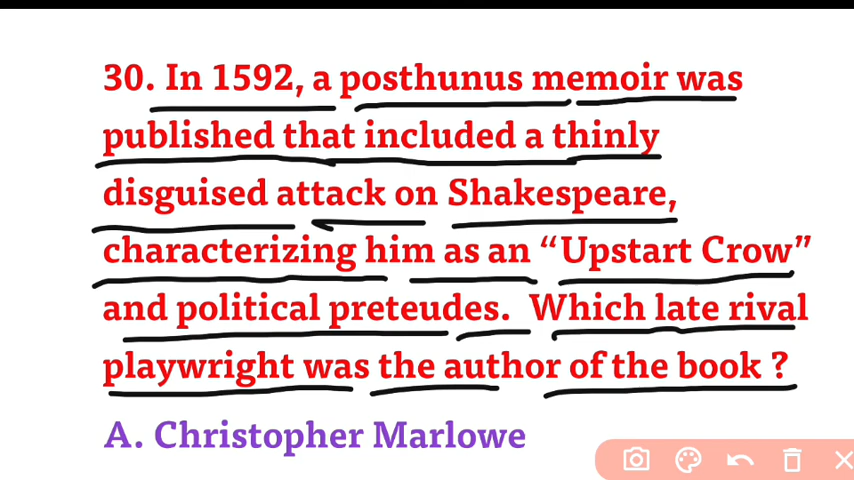 30. In 1592, a posthunus memoir was
published that included a thinly
disguised attack on Shakespeare,
characterizing him as an “Upstart Crow”
and political preteudes. Which late rival
playwright was the author of the book ?
A. Christopher Marlowe